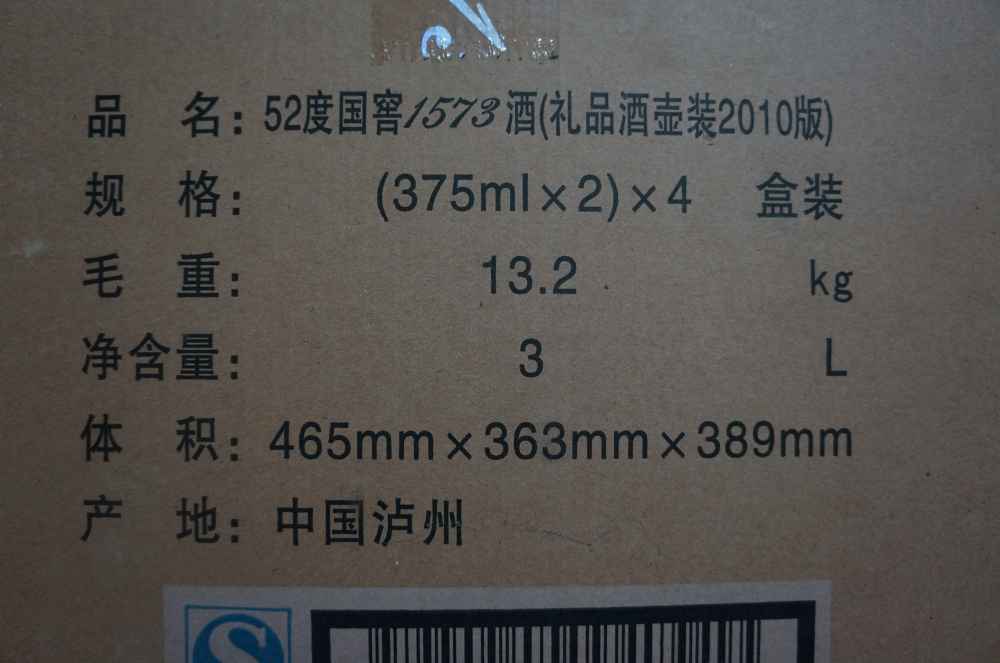 品 名：52度国窖1573酒(礼品酒壶装2010版)
规 格： (375ml×2)×4 盒装
毛 重： 13.2 kg
净含量： 3 L
体 积：465mm×363mm×389mm
产 地：中国泸州